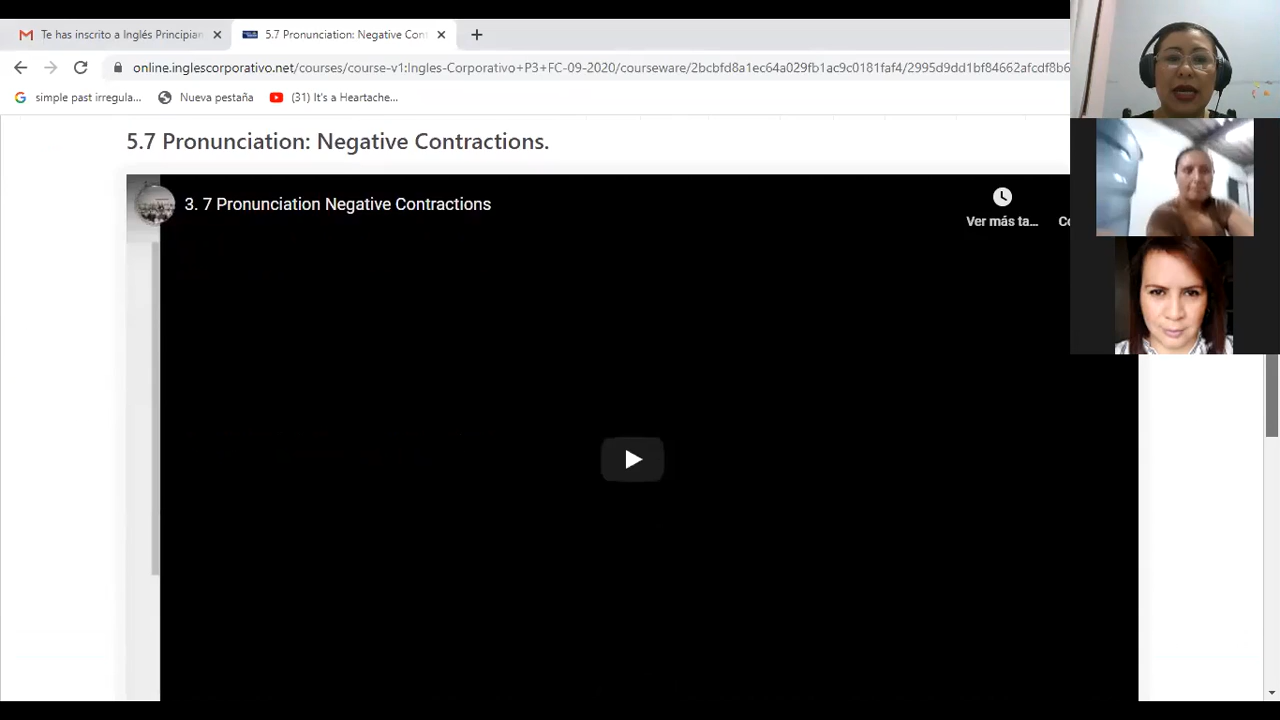 Te has inscrito a Inglés Principian
5.7 Pronunciation: Negative Cont
online.inglescorporativo.net/courses/course-v1:Ingles-Corporativo+P3+FC-09-2020/courseware/2bcbfd8a1ec64a029fb1ac9c0181faf4/2995d9dd1bf84662afcdf8b6
simple past irregula...
Nueva pestaña
(31) It's a Heartache...
5.7 Pronunciation: Negative Contractions.
3. 7 Pronunciation Negative Contractions
Ver más ta...
Co